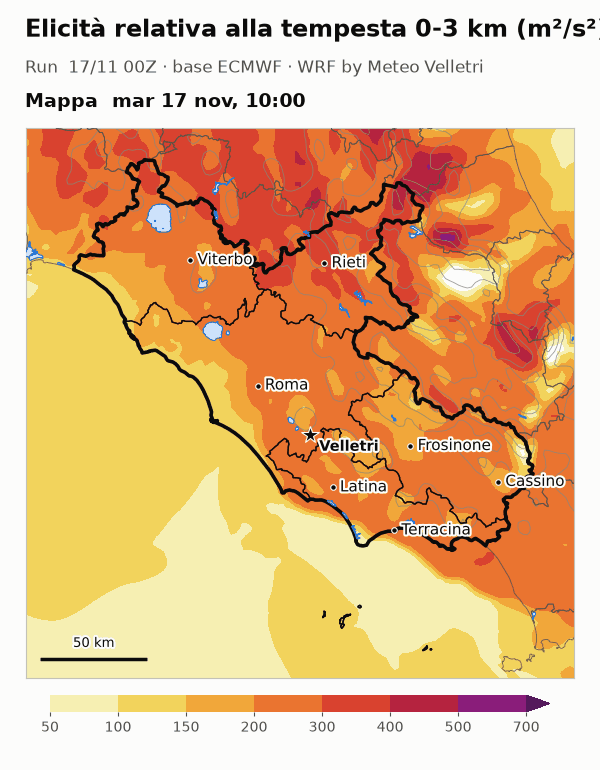 Elicità relativa alla tempesta 0-3 km (m²/s²)
Run 17/11 00Z · base ECMWF · WRF by Meteo Velletri
Mappa mar 17 nov, 10:00
Viterbo
Rieti
Roma
Velletri
Frosinone
Cassino
Latina
Terracina
50 km
50 100 150 200 300 400 500 700